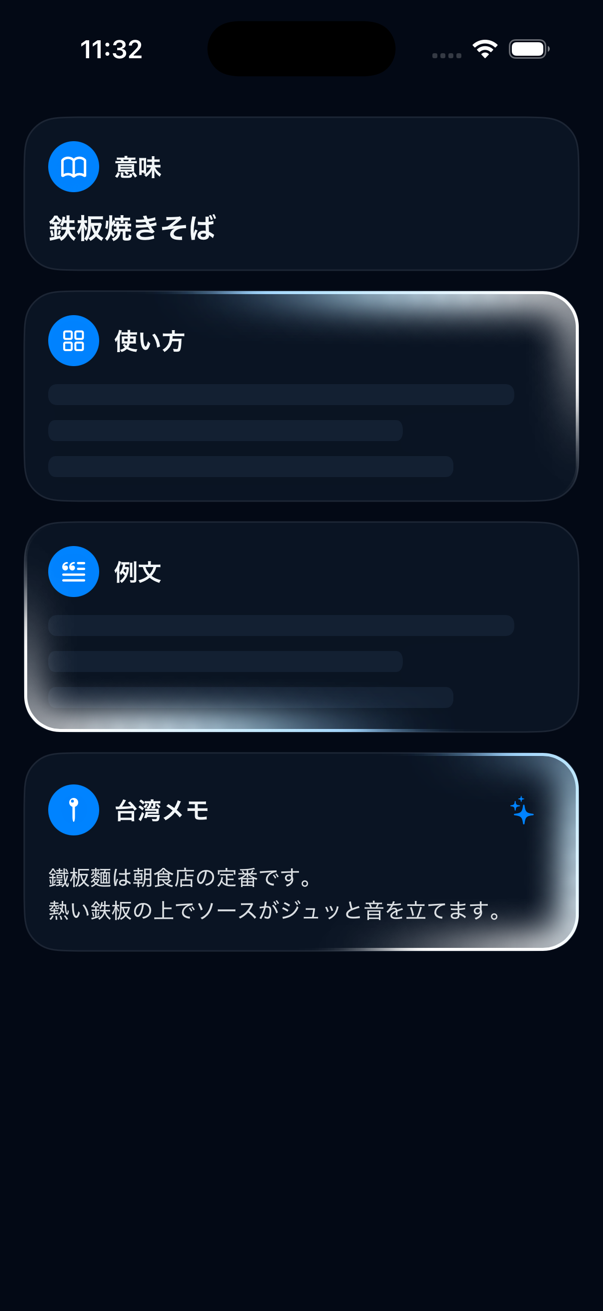 11:32
意味
鉄板焼きそば
使い方
例文
台湾メモ
鐵板麵は朝食店の定番です。
熱い鉄板の上でソースがジュッと音を立てます。